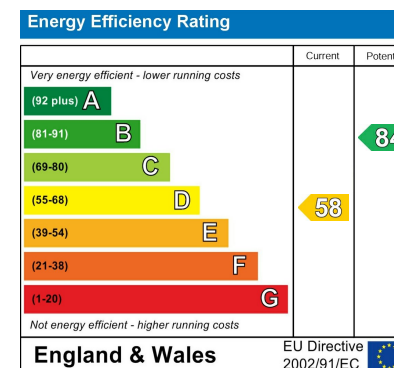 Energy Efficiency Rating
Current Potent
Very energy efficient - lower running costs
(92 plus) A
(81-91) B
84
(69-80) C
(55-68) D
58
(39-54) E
(21-38) F
(1-20) G
Not energy efficient - higher running costs
England & Wales
EU Directive
2002/91/EC